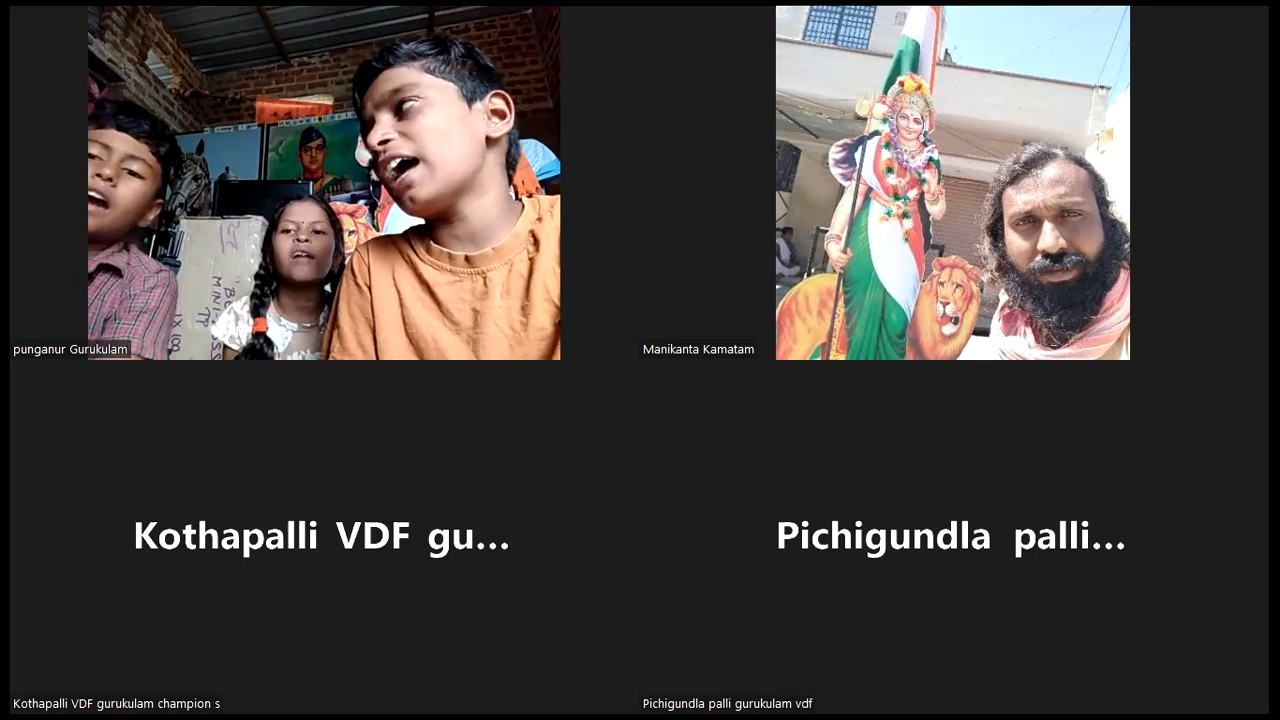 punganur Gurukulam
Manikanta Kamatam
Kothapalli VDF gu...
Pichigundla palli...
Kothapalli VDF gurukulam champion s
Pichigundla palli gurukulam vdf